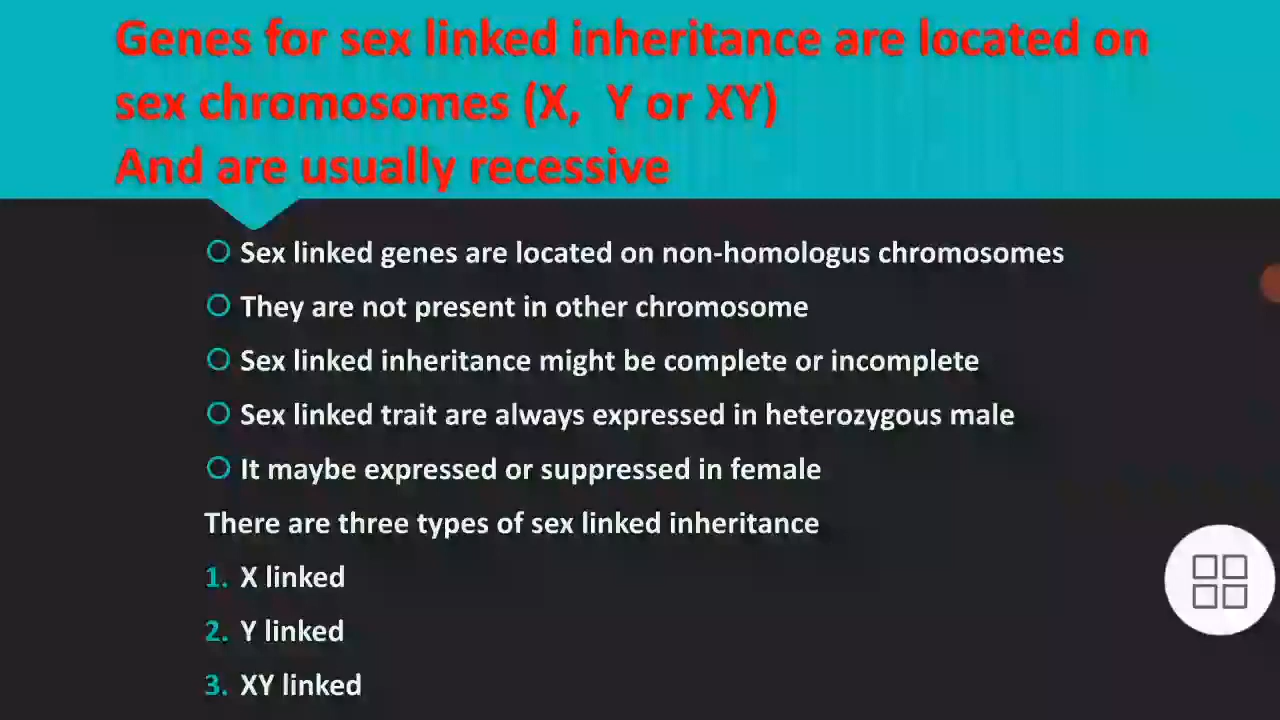 Genes for sex linked inheritance are located on
sex chromosomes (X, Y or XY)
And are usually recessive
Sex linked genes are located on non-homologus chromosomes
They are not present in other chromosome
Sex linked inheritance might be complete or incomplete
Sex linked trait are always expressed in heterozygous male
It maybe expressed or suppressed in female
There are three types of sex linked inheritance
1. X linked
2. Y linked
3. XY linked